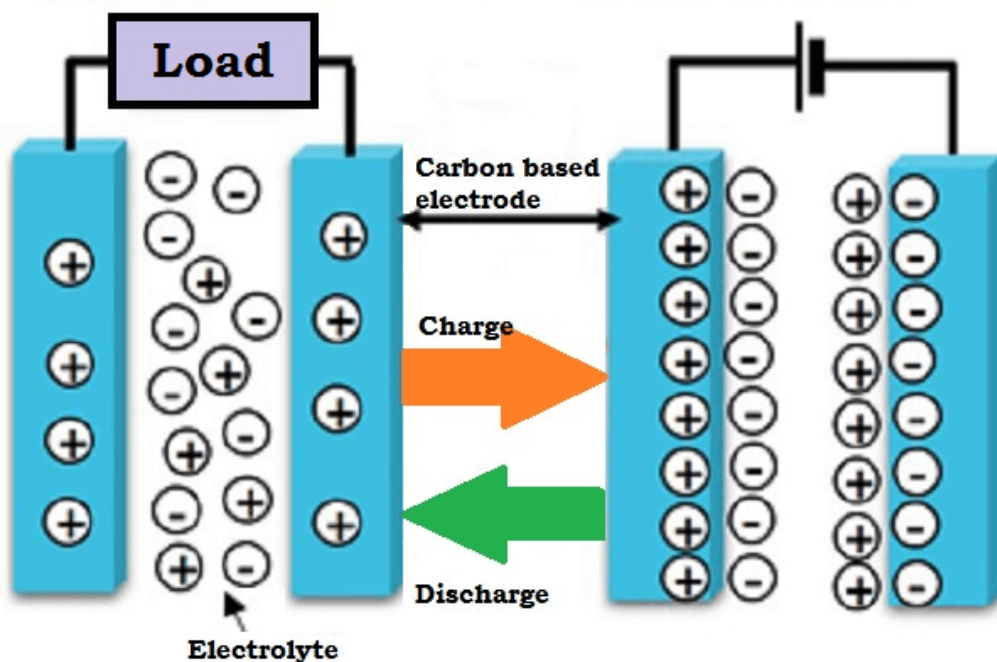 Load
Carbon based
electrode
Charge
Discharge
Electrolyte